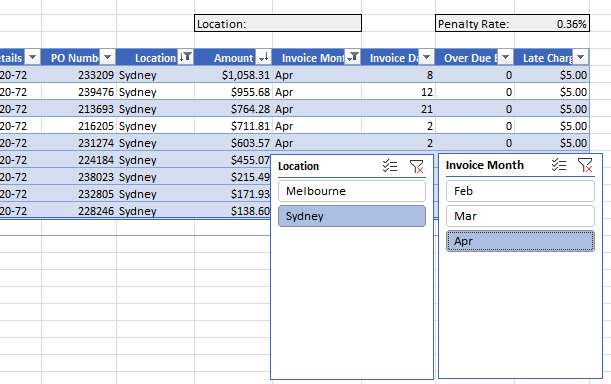 Location: Penalty Rate: 0.36%
etails PO Numb Location Amount Invoice Mon Invoice Da Over Due Late Char
20-72 233209 Sydney $1,058.31 Apr 8 0 $5.00
20-72 239476 Sydney $955.68 Apr 12 0 $5.00
20-72 213693 Sydney $764.28 Apr 21 0 $5.00
20-72 216205 Sydney $711.81 Apr 2 0 $5.00
20-72 231274 Sydney $603.57 Apr 2 0 $5.00
20-72 224184 Sydney $455.07
20-72 238023 Sydney $215.49
20-72 232805 Sydney $171.93
20-72 228246 Sydney $138.60
Location
Melbourne
Sydney
Invoice Month
Feb
Mar
Apr